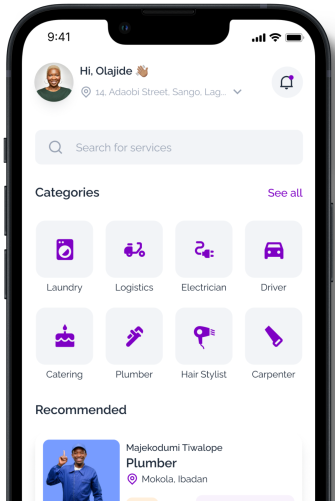 9:41
Hi, Olajide 👋🏽
14, Adaobi Street, Sango, Lag...
Search for services
Categories
See all
Laundry
Logistics
Electrician
Driver
Catering
Plumber
Hair Stylist
Carpenter
Recommended
Majekodumi Tiwalope
Plumber
Mokola, Ibadan